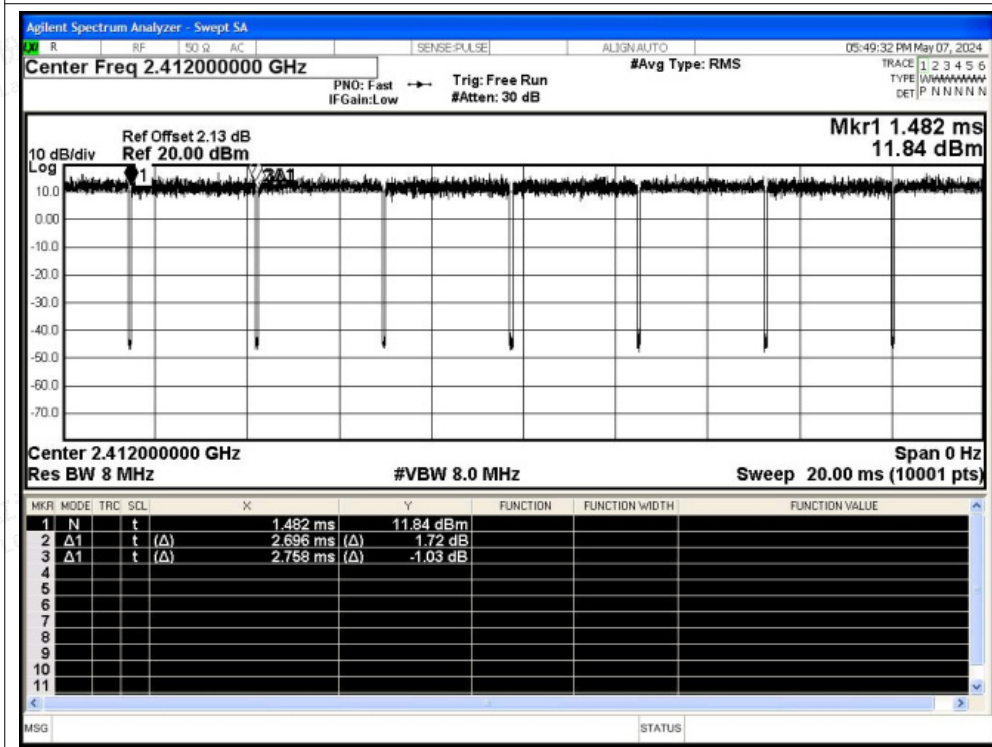 Agilent Spectrum Analyzer - Swept SA
LXI R RF 50 Ω AC SENSE:PULSE ALIGN AUTO 05:49:32 PM May 07, 2024
Center Freq 2.412000000 GHz #Avg Type: RMS TRACE 1 2 3 4 5 6
PNO: Fast Trig: Free Run TYPE WWWWWW
IFGain:Low #Atten: 30 dB DET P N N N N N
Ref Offset 2.13 dB Mkr1 1.482 ms
10 dB/div Ref 20.00 dBm 11.84 dBm
Log
1 3Δ1
10.0
0.00
-10.0
-20.0
-30.0
-40.0
-50.0
-60.0
-70.0
Center 2.412000000 GHz Span 0 Hz
Res BW 8 MHz #VBW 8.0 MHz Sweep 20.00 ms (10001 pts)
MKR MODE TRC SCL X Y FUNCTION FUNCTION WIDTH FUNCTION VALUE
1 N t 1.482 ms 11.84 dBm
2 Δ1 t (Δ) 2.696 ms (Δ) 1.72 dB
3 Δ1 t (Δ) 2.758 ms (Δ) -1.03 dB
4
5
6
7
8
9
10
11
MSG STATUS